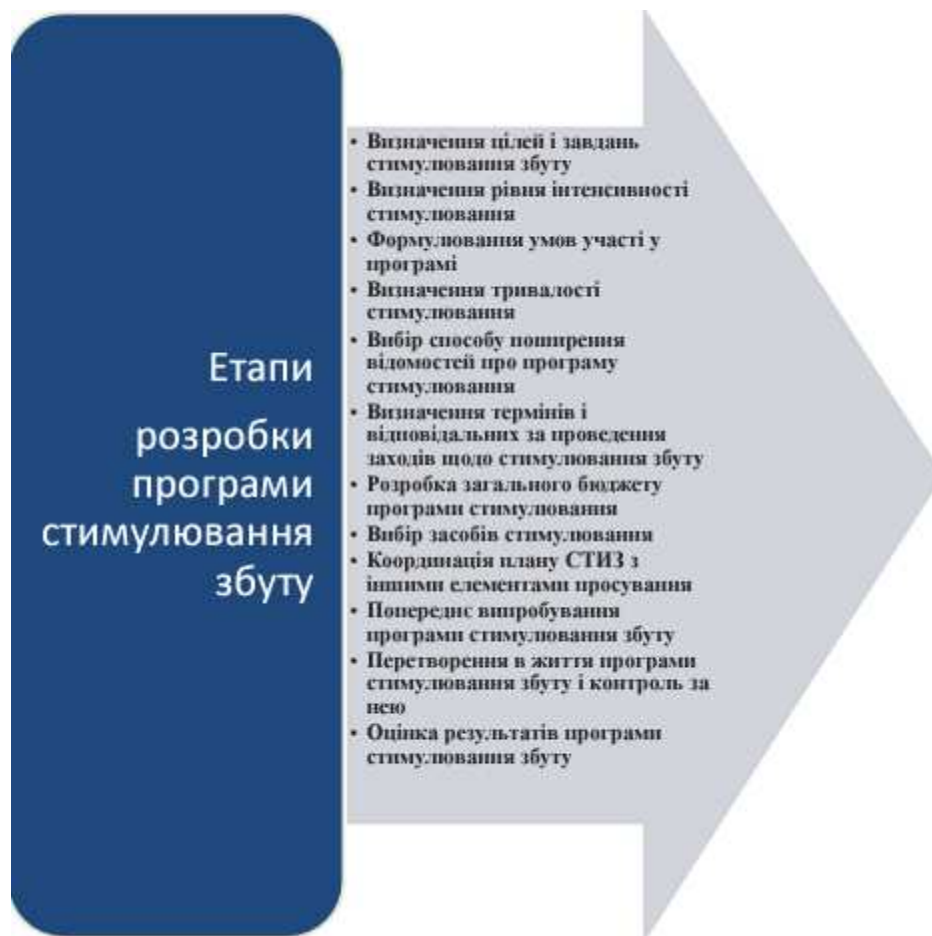 Етапи
розробки
програми
стимулювання
збуту
• Визначення цілей і завдань
стимулювання збуту
• Визначення рівня інтенсивності
стимулювання
• Формулювання умов участі у
програмі
• Визначення тривалості
стимулювання
• Вибір способу поширення
відомостей про програму
стимулювання
• Визначення термінів і
відповідальних за проведення
заходів щодо стимулювання збуту
• Розробка загального бюджету
програми стимулювання
• Вибір засобів стимулювання
• Координація плану СТИЗ з
іншими елементами просування
• Попереднє випробування
програми стимулювання збуту
• Перетворення в життя програми
стимулювання збуту і контроль за
нею
• Оцінка результатів програми
стимулювання збуту